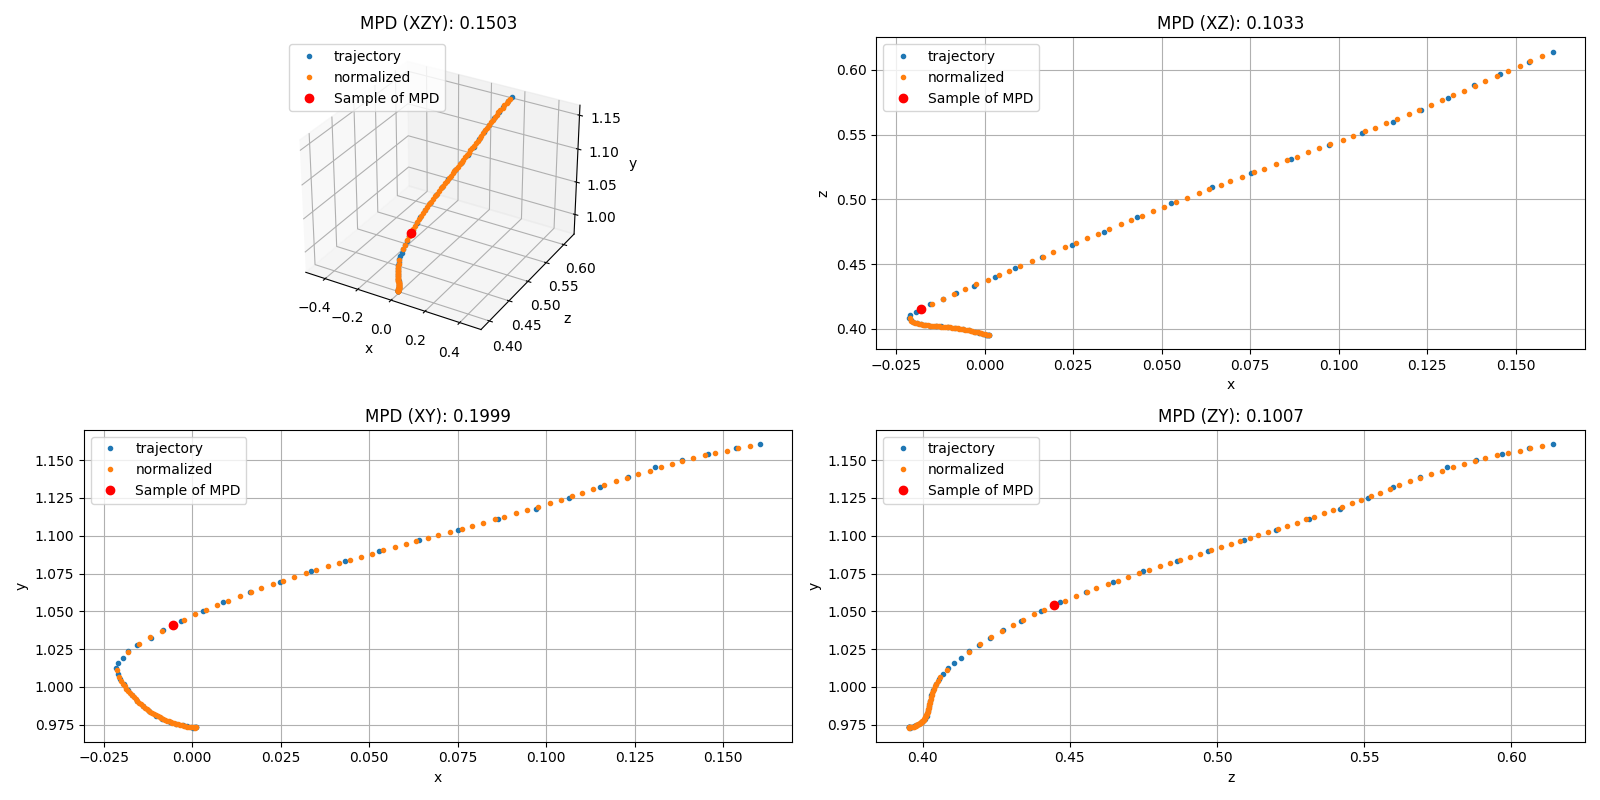 MPD (XZY): 0.1503
trajectory
normalized
Sample of MPD
1.15
1.10
1.05
1.00
y
−0.4
−0.2
0.0
0.2
0.4
x
0.40
0.45
0.50
0.55
0.60
z
MPD (XZ): 0.1033
trajectory
normalized
Sample of MPD
0.60
0.55
0.50
0.45
0.40
z
−0.025 0.000 0.025 0.050 0.075 0.100 0.125 0.150
x
MPD (XY): 0.1999
trajectory
normalized
Sample of MPD
1.150
1.125
1.100
1.075
1.050
1.025
1.000
0.975
y
−0.025 0.000 0.025 0.050 0.075 0.100 0.125 0.150
x
MPD (ZY): 0.1007
trajectory
normalized
Sample of MPD
1.150
1.125
1.100
1.075
1.050
1.025
1.000
0.975
y
0.40 0.45 0.50 0.55 0.60
z